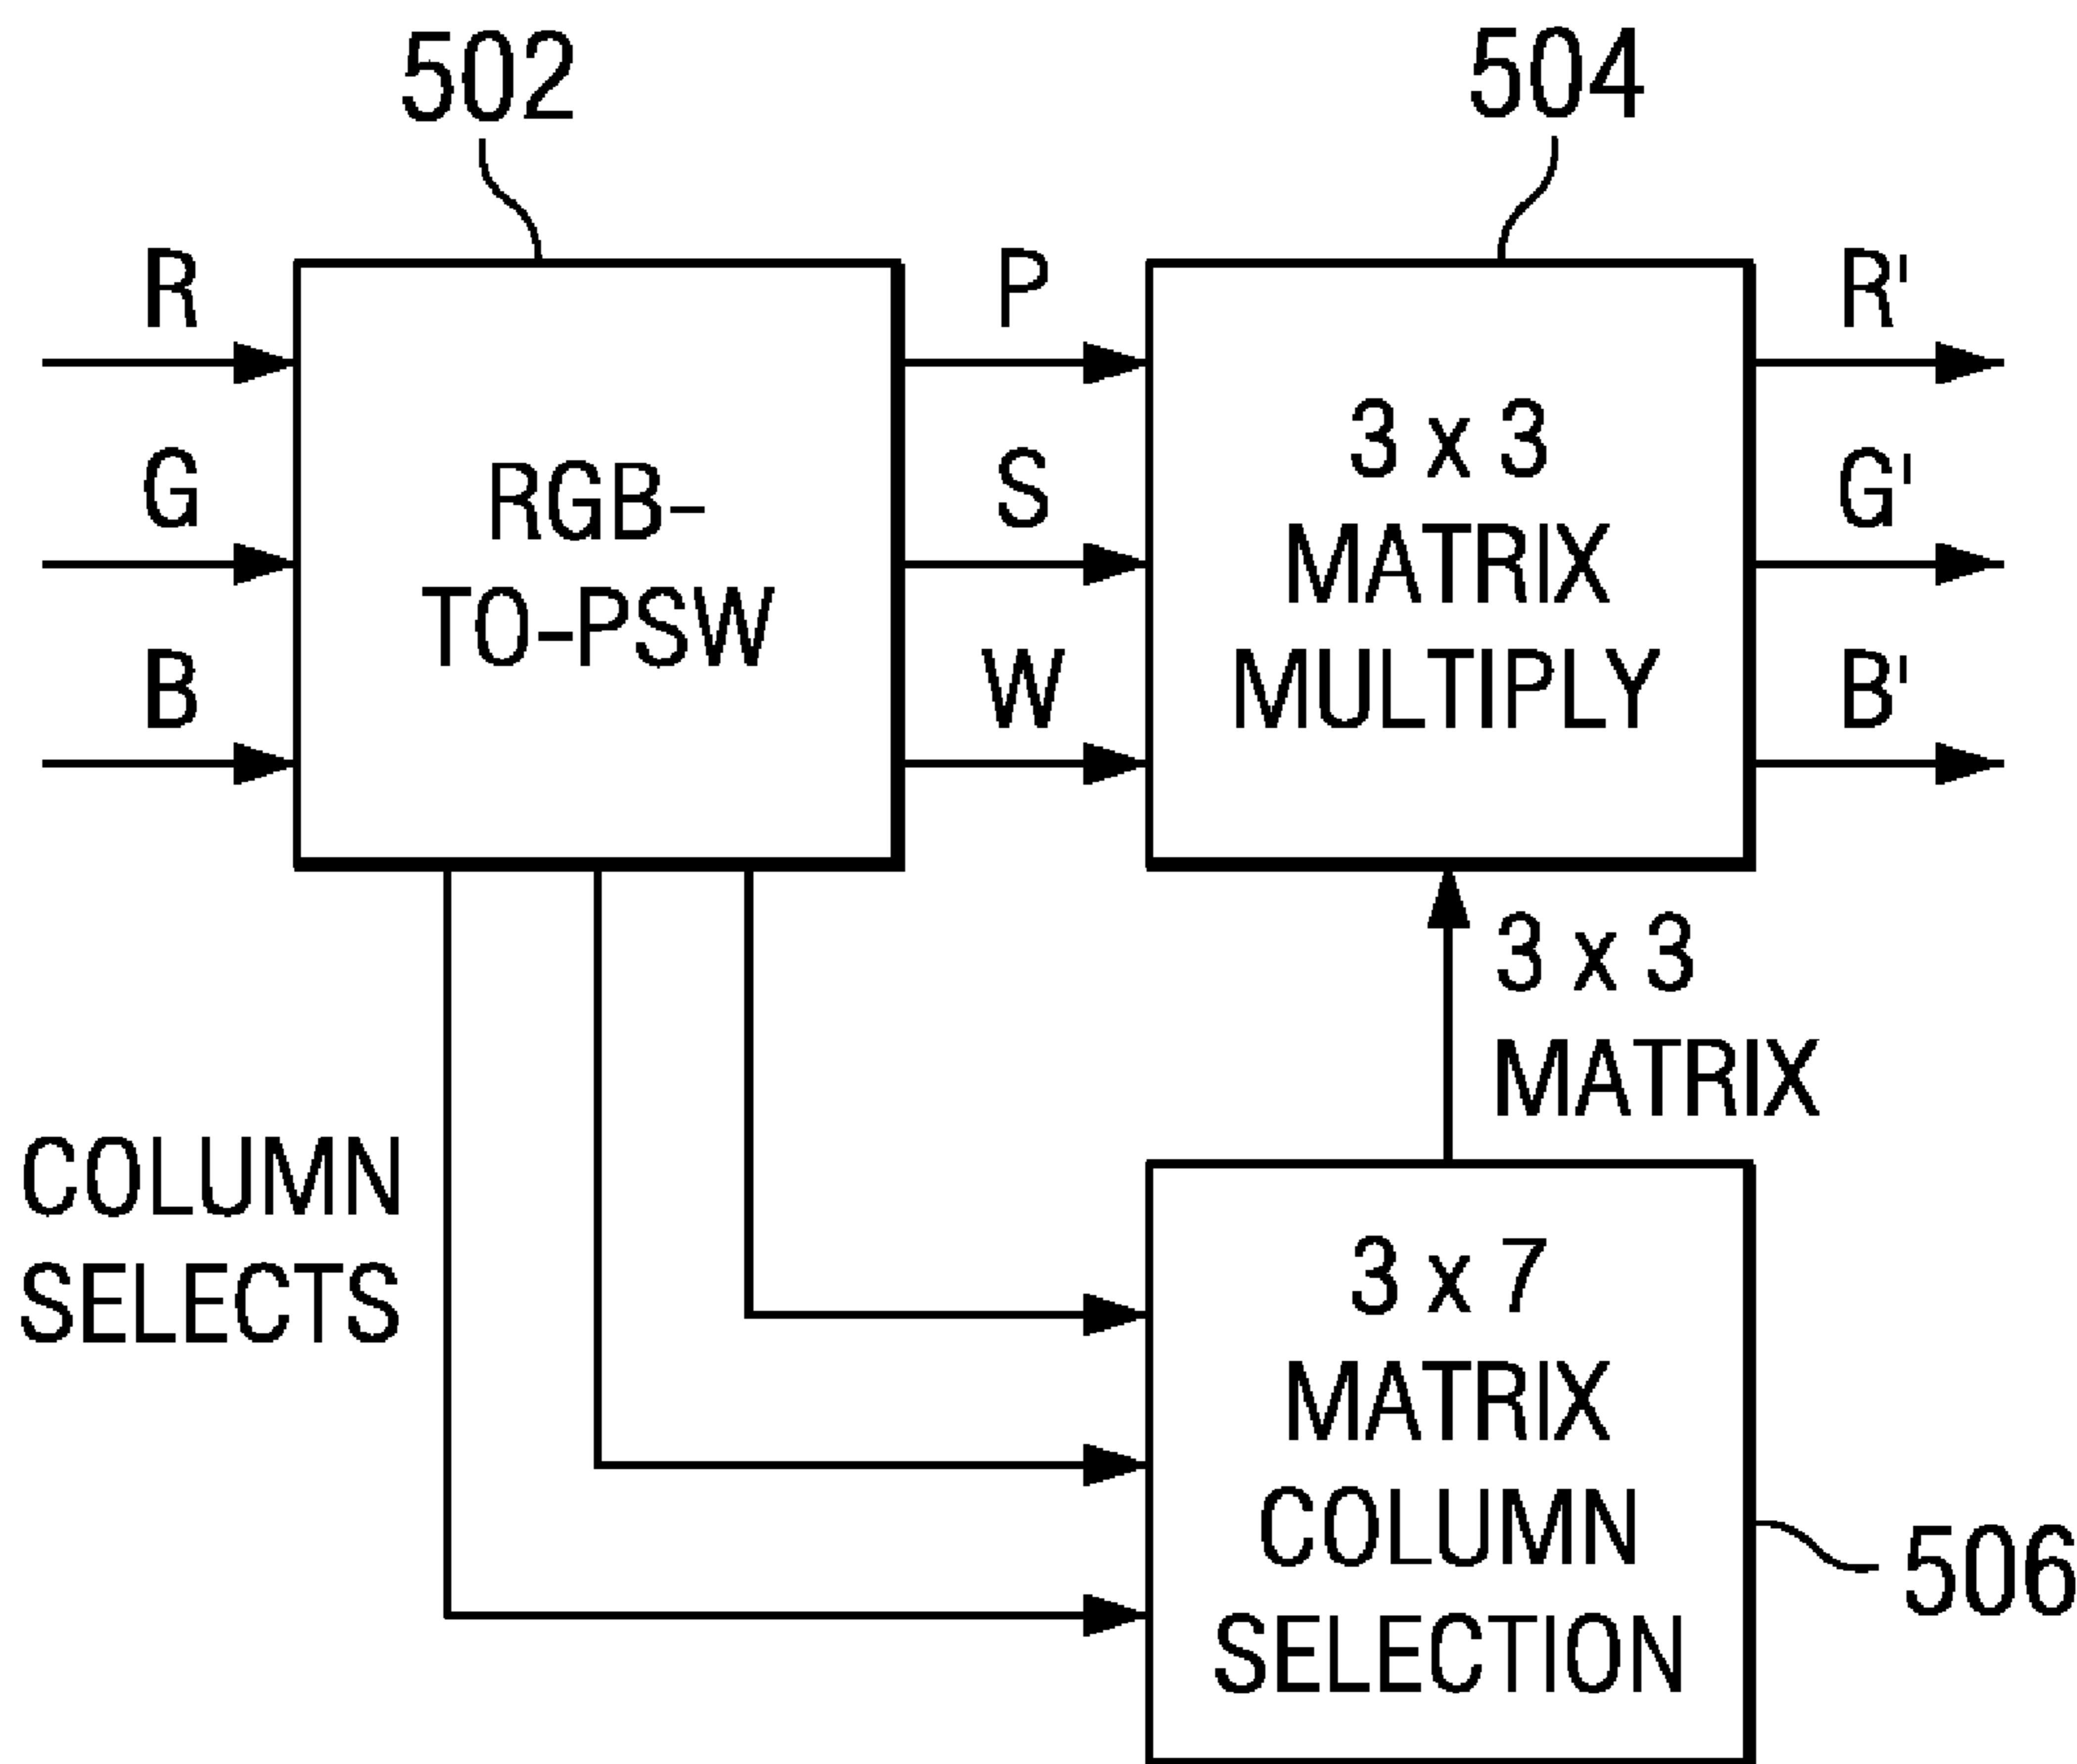 502
504
R
P
R'
G
S
G'
B
W
B'
RGB-
TO-PSW
3 x 3
MATRIX
MULTIPLY
3 x 3
MATRIX
COLUMN
SELECTS
3 x 7
MATRIX
COLUMN
SELECTION
506